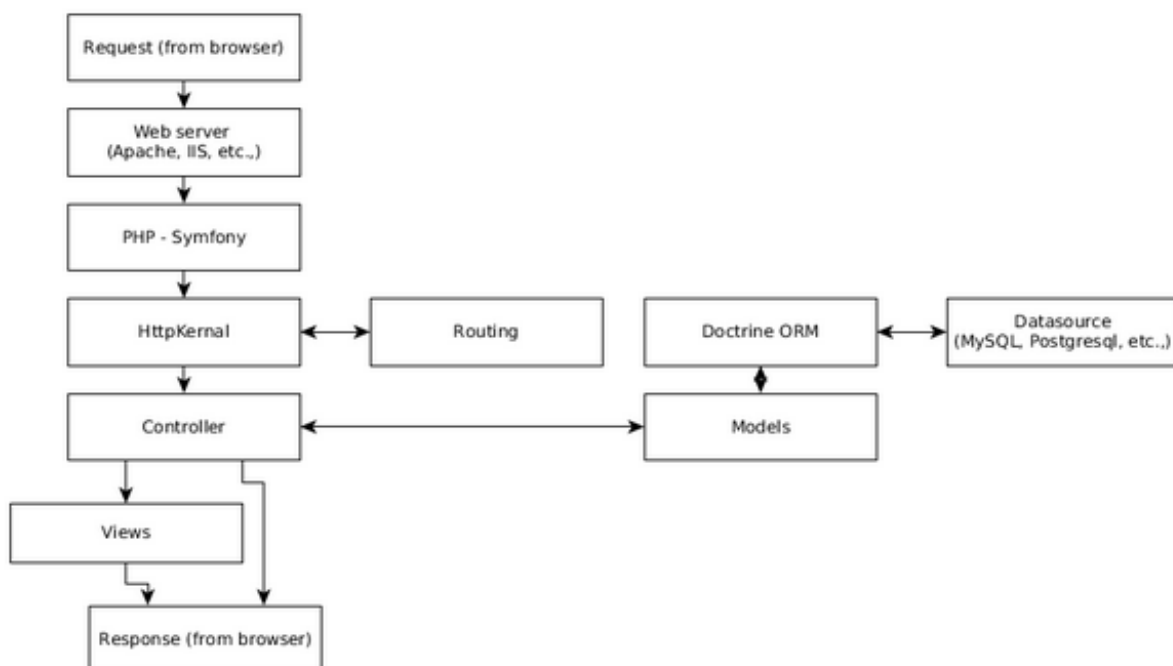 Request (from browser)
Web server
(Apache, IIS, etc.,)
PHP - Symfony
HttpKernal
Routing
Doctrine ORM
Datasource
(MySQL, Postgresql, etc.,)
Controller
Models
Views
Response (from browser)